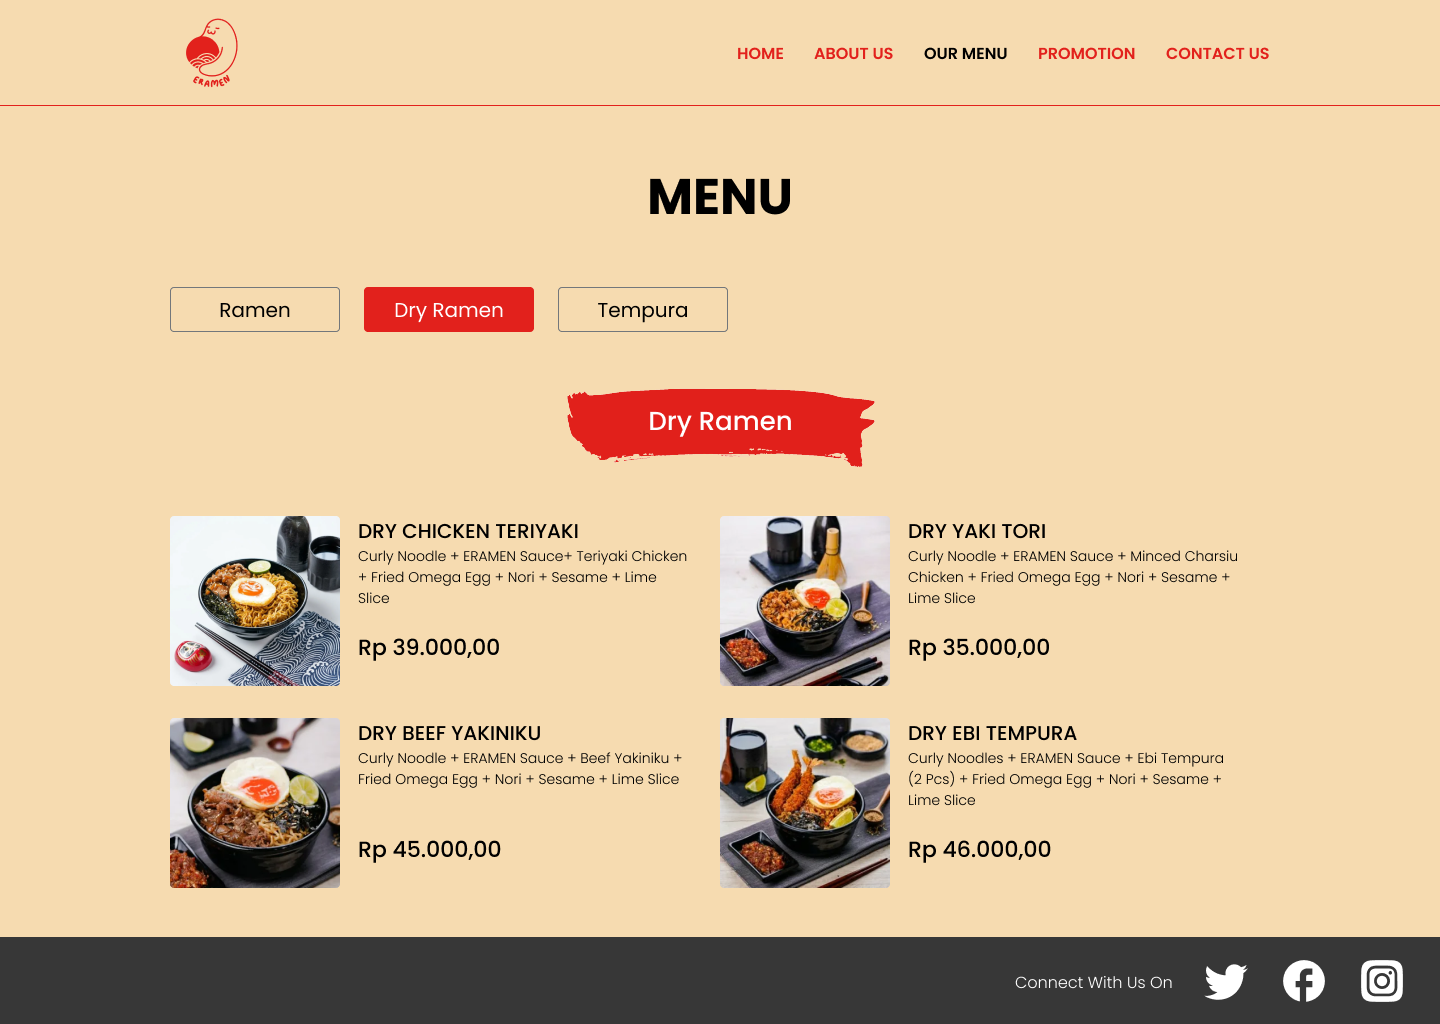 ERAMEN
HOME ABOUT US OUR MENU PROMOTION CONTACT US
MENU
Ramen Dry Ramen Tempura
Dry Ramen
DRY CHICKEN TERIYAKI
Curly Noodle + ERAMEN Sauce+ Teriyaki Chicken
+ Fried Omega Egg + Nori + Sesame + Lime
Slice
Rp 39.000,00
DRY YAKI TORI
Curly Noodle + ERAMEN Sauce + Minced Charsiu
Chicken + Fried Omega Egg + Nori + Sesame +
Lime Slice
Rp 35.000,00
DRY BEEF YAKINIKU
Curly Noodle + ERAMEN Sauce + Beef Yakiniku +
Fried Omega Egg + Nori + Sesame + Lime Slice
Rp 45.000,00
DRY EBI TEMPURA
Curly Noodles + ERAMEN Sauce + Ebi Tempura
(2 Pcs) + Fried Omega Egg + Nori + Sesame +
Lime Slice
Rp 46.000,00
Connect With Us On